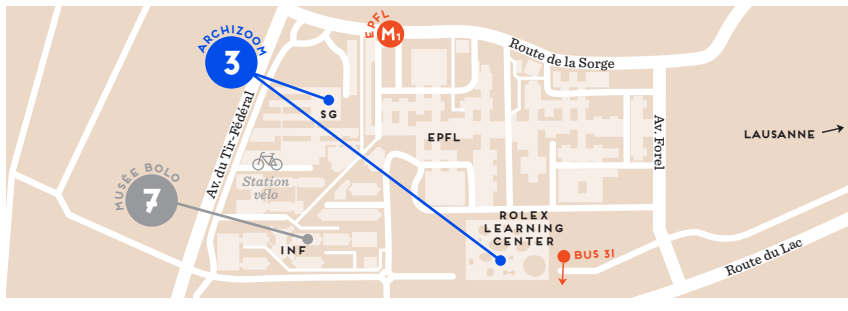 ARCHIZOOM
3
EPFL
M1
Route de la Sorge
Av. du Tir-Fédéral
SG
EPFL
Av. Forel
LAUSANNE
MUSÉE BOLO
7
Station
vélo
INF
ROLEX
LEARNING
CENTER
BUS 31
Route du Lac